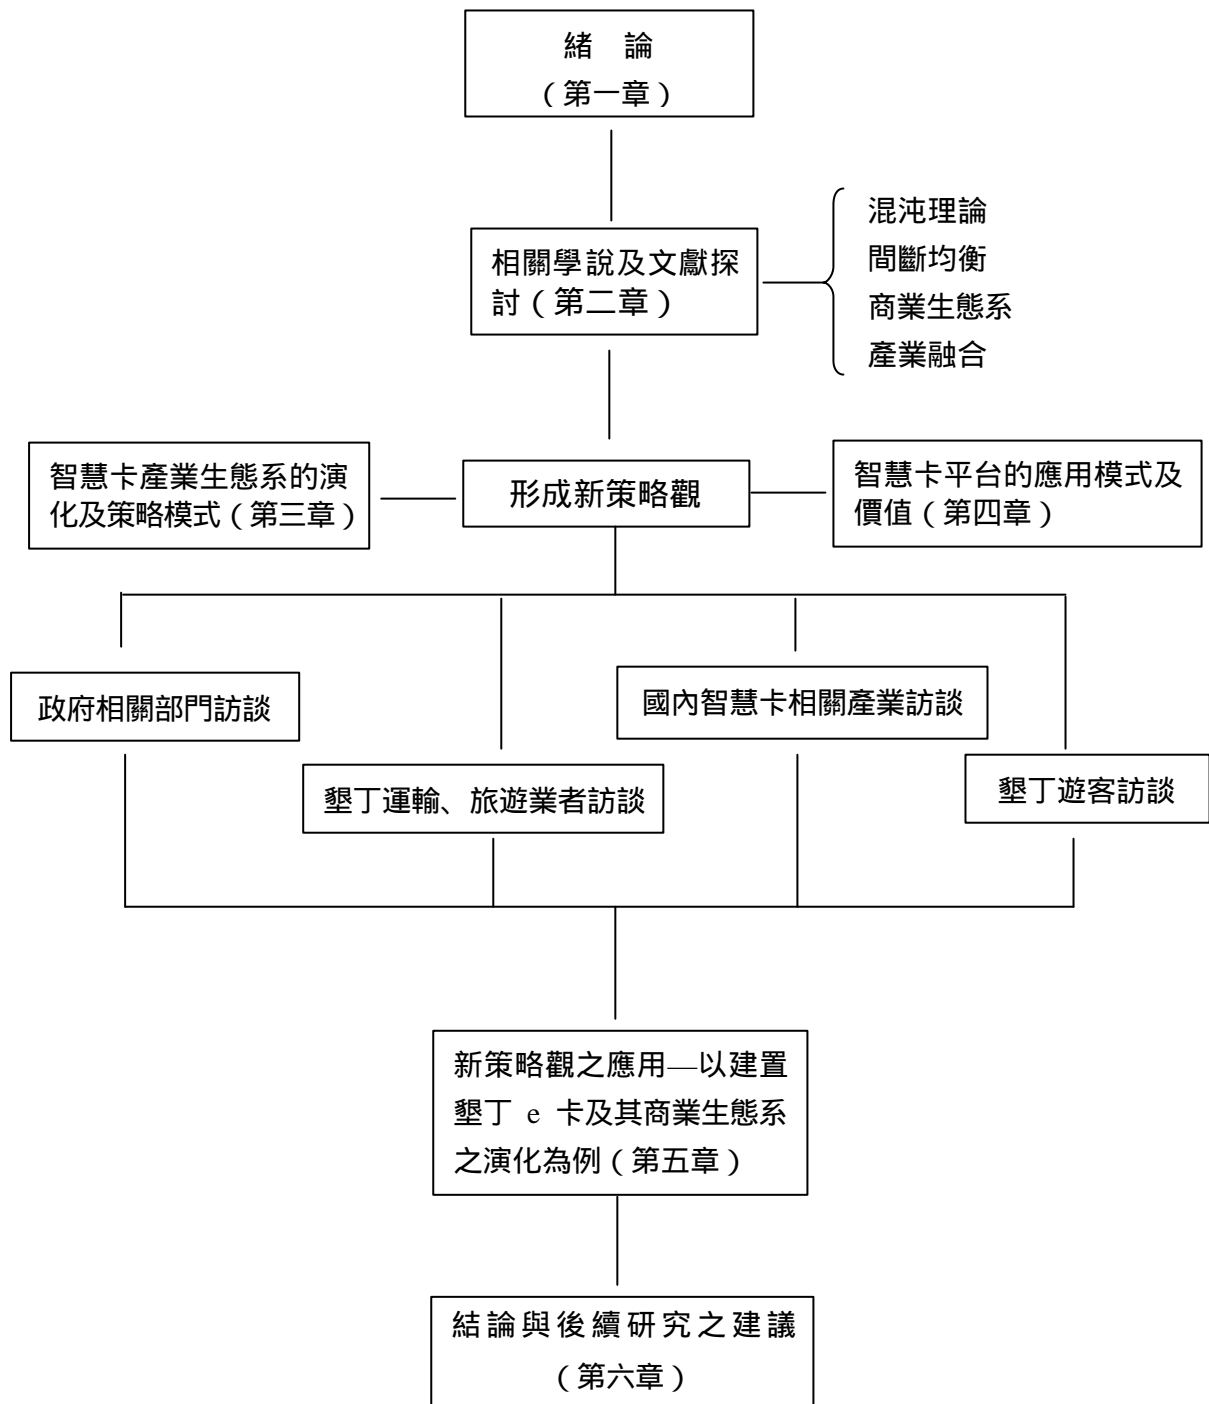 緒　論
（第一章）
相關學說及文獻探
討（第二章）
混沌理論
間斷均衡
商業生態系
產業融合
智慧卡產業生態系的演
化及策略模式（第三章）
形成新策略觀
智慧卡平台的應用模式及
價值（第四章）
政府相關部門訪談
國內智慧卡相關產業訪談
墾丁運輸、旅遊業者訪談
墾丁遊客訪談
新策略觀之應用—以建置
墾丁 e 卡及其商業生態系
之演化為例（第五章）
結論與後續研究之建議
（第六章）